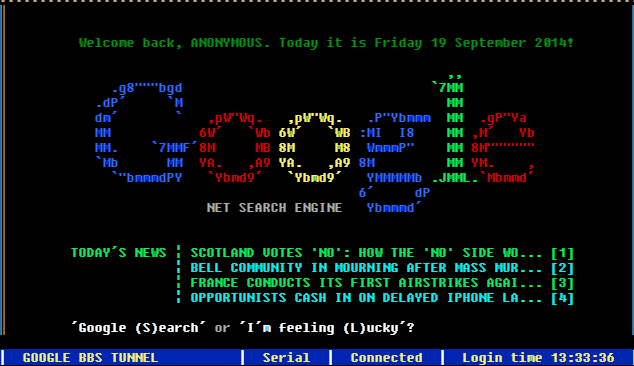 Welcome back, ANONYMOUS. Today it is Friday 19 September 2014!
Google
NET SEARCH ENGINE
TODAY'S NEWS ¦ SCOTLAND VOTES 'NO': HOW THE 'NO' SIDE WO... [1]
¦ BELL COMMUNITY IN MOURNING AFTER MASS MUR... [2]
¦ FRANCE CONDUCTS ITS FIRST AIRSTRIKES AGAI... [3]
¦ OPPORTUNISTS CASH IN ON DELAYED IPHONE LA... [4]
'Google (S)earch' or 'I'm feeling (L)ucky'?
| GOOGLE BBS TUNNEL | Serial | Connected | Login time 13:33:36